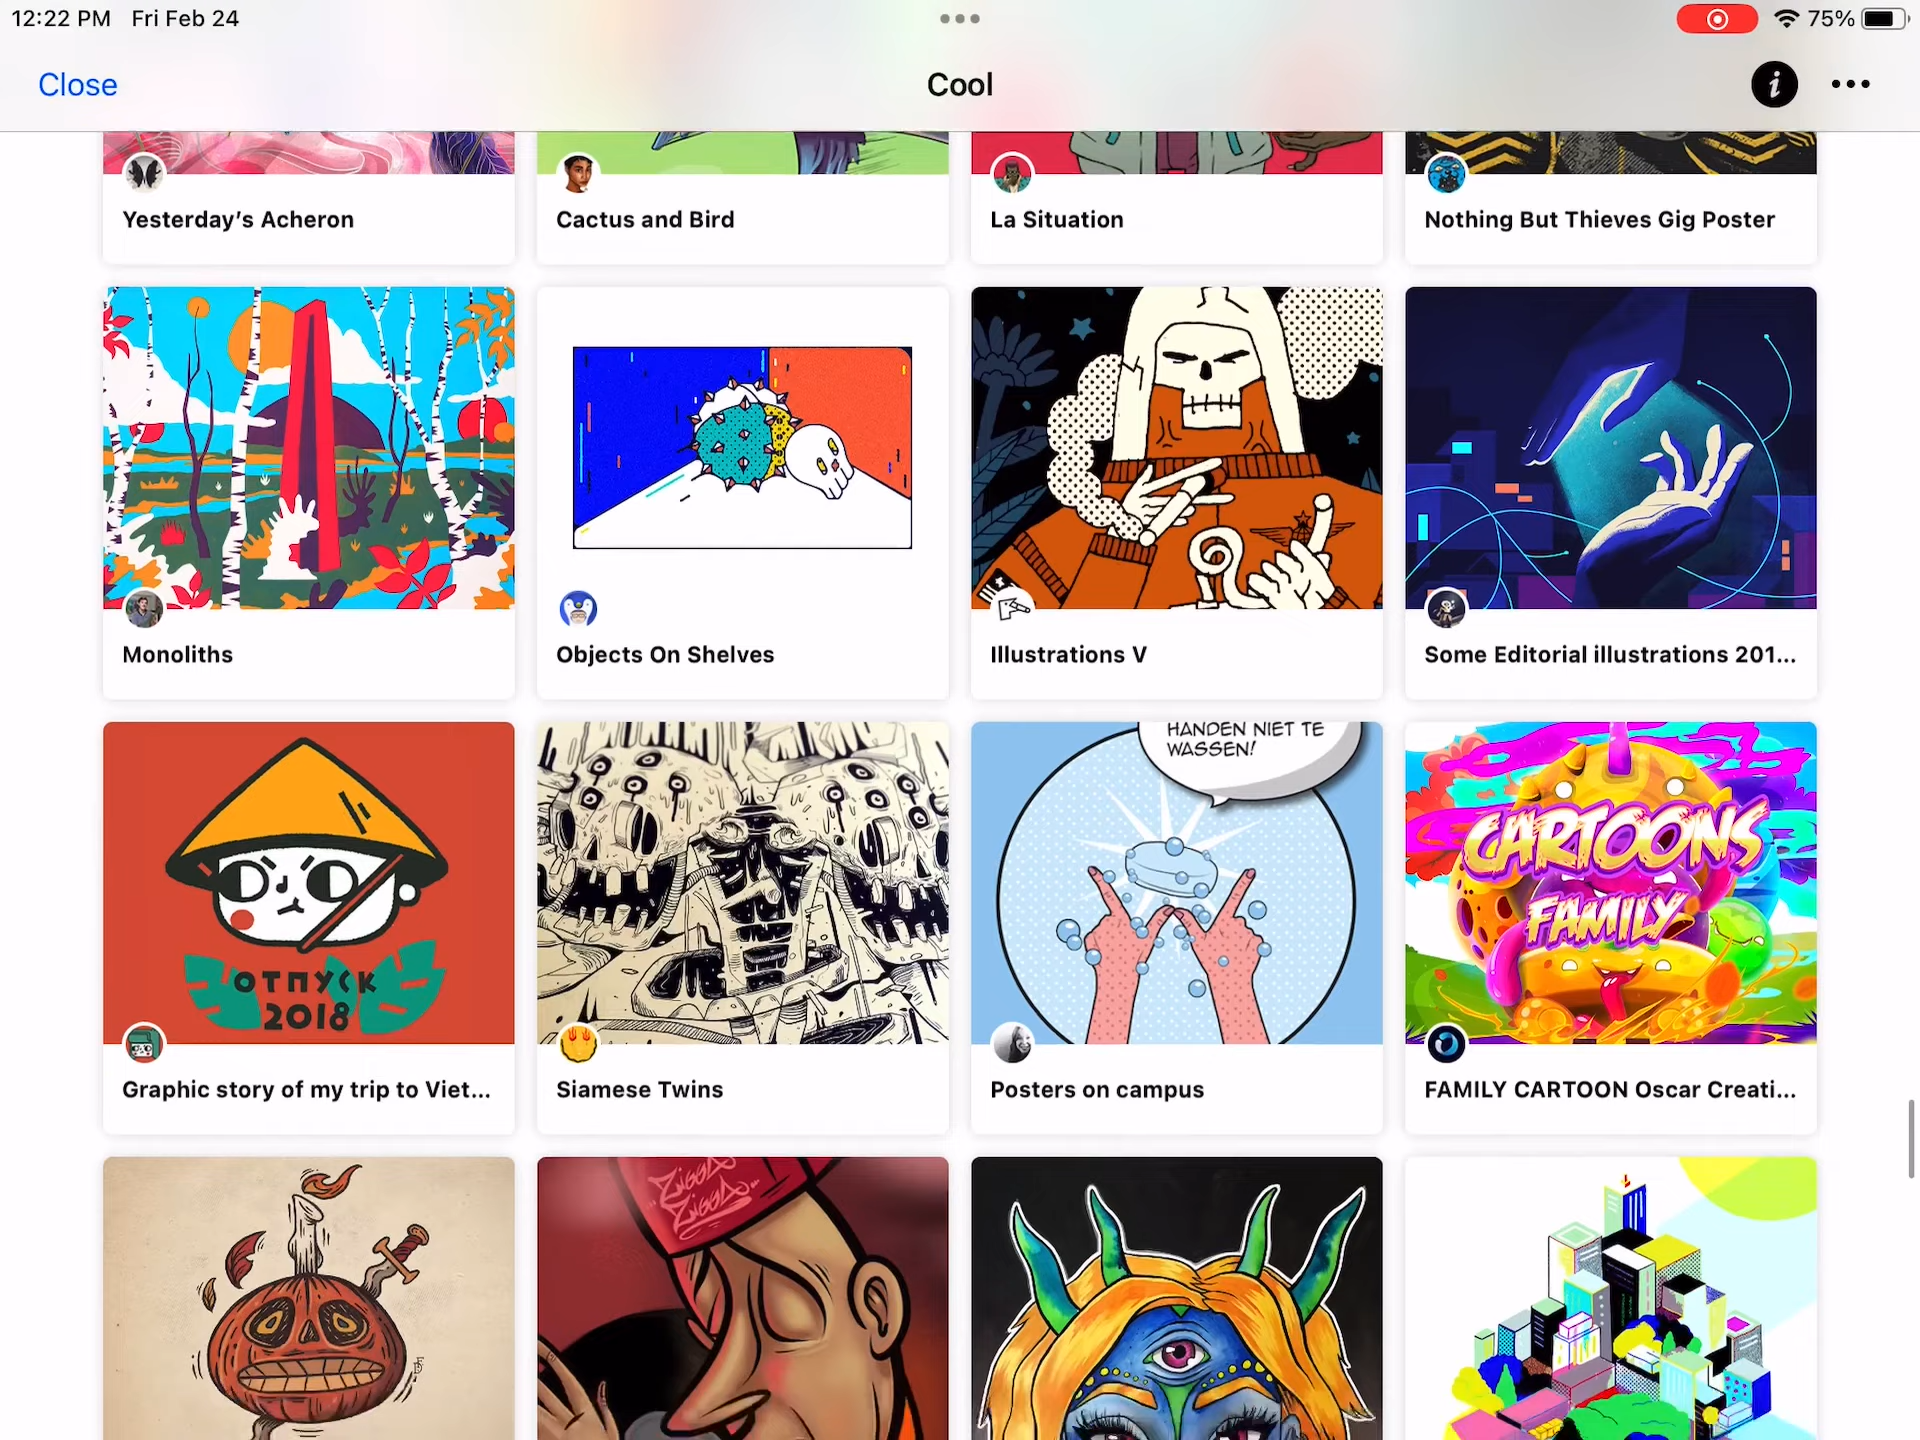 12:22 PM Fri Feb 24
75%
Close
Cool
Yesterday's Acheron
Cactus and Bird
La Situation
Nothing But Thieves Gig Poster
Monoliths
Objects On Shelves
Illustrations V
Some Editorial illustrations 201...
ОТПУСК
2018
HANDEN NIET TE
WASSEN!
CARTOONS
FAMILY
Graphic story of my trip to Viet...
Siamese Twins
Posters on campus
FAMILY CARTOON Oscar Creati...